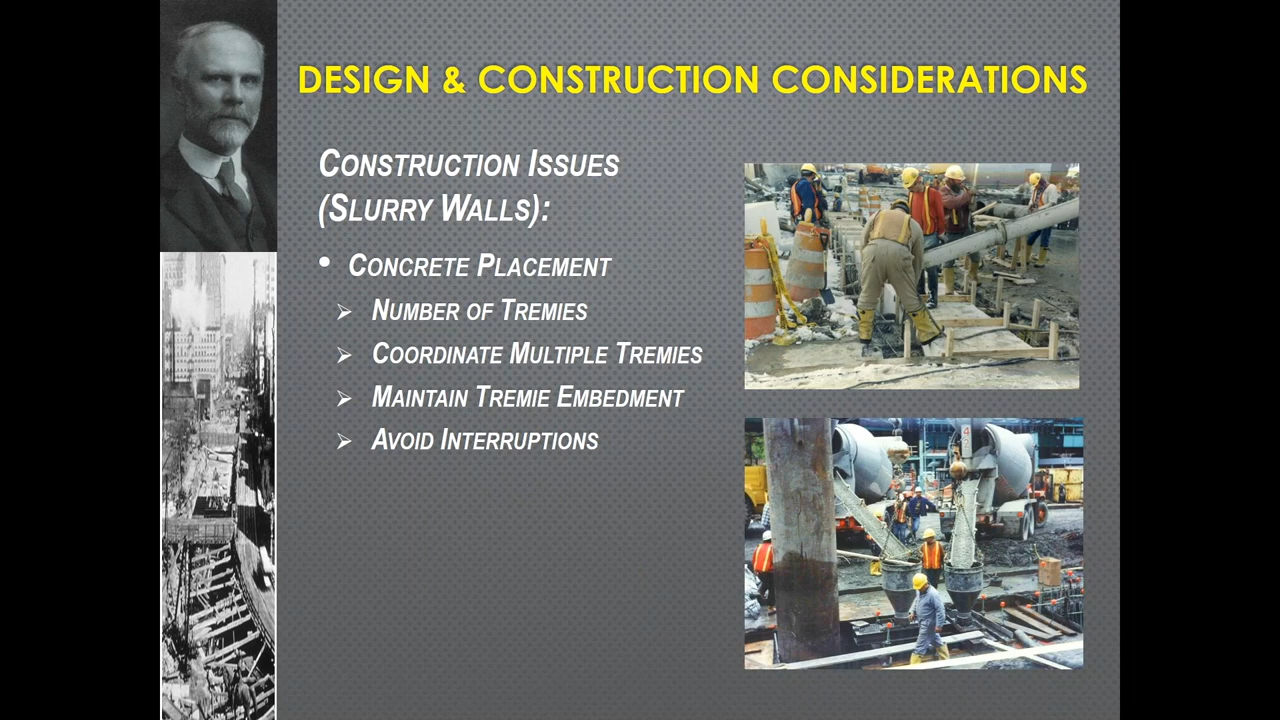 DESIGN & CONSTRUCTION CONSIDERATIONS
CONSTRUCTION ISSUES
(SLURRY WALLS):
• CONCRETE PLACEMENT
➢ NUMBER OF TREMIES
➢ COORDINATE MULTIPLE TREMIES
➢ MAINTAIN TREMIE EMBEDMENT
➢ AVOID INTERRUPTIONS